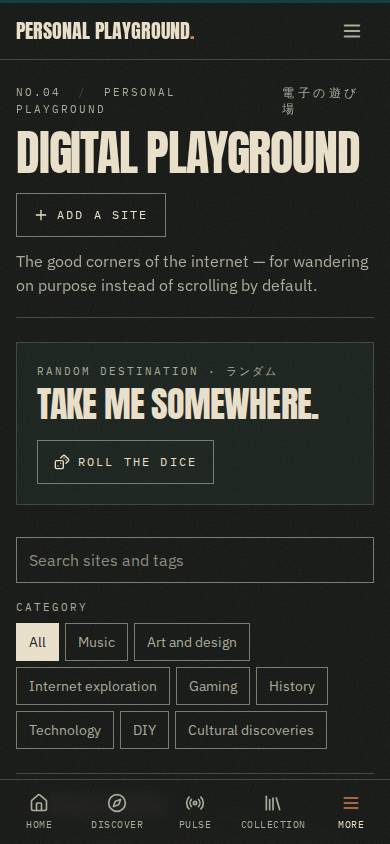 PERSONAL PLAYGROUND.
NO.04 / PERSONAL PLAYGROUND
電子の遊び場
DIGITAL PLAYGROUND
+ ADD A SITE
The good corners of the internet — for wandering
on purpose instead of scrolling by default.
RANDOM DESTINATION · ランダム
TAKE ME SOMEWHERE.
ROLL THE DICE
Search sites and tags
CATEGORY
All Music Art and design
Internet exploration Gaming History
Technology DIY Cultural discoveries
HOME DISCOVER PULSE COLLECTION MORE